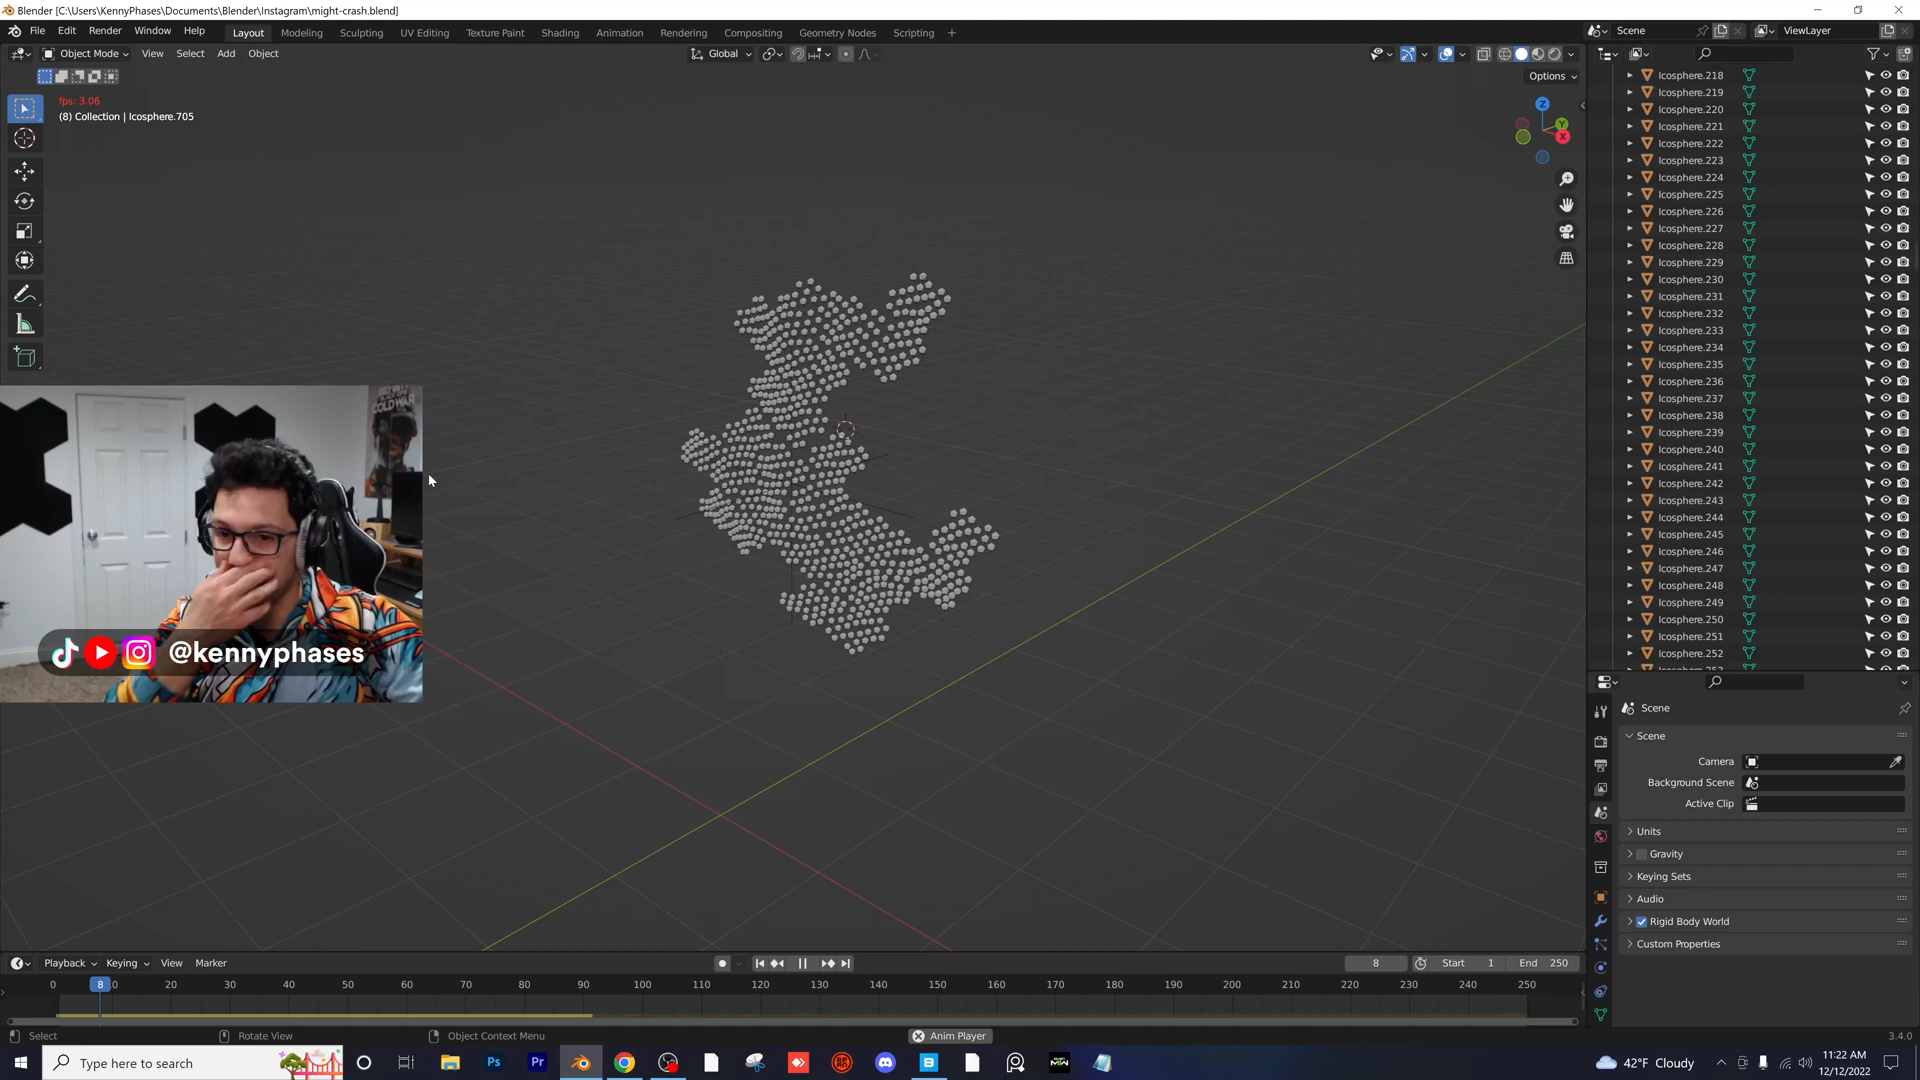 Blender [C:\Users\KennyPhases\Documents\Blender\Instagram\might-crash.blend]
File Edit Render Window Help Layout Modeling Sculpting UV Editing Texture Paint Shading Animation Rendering Compositing Geometry Nodes Scripting +
Scene ViewLayer
Object Mode View Select Add Object Global
Options
fps: 3.06
(8) Collection | Icosphere.705
Z
Y
X
COLD WAR
@kennyphases
Icosphere.218
Icosphere.219
Icosphere.220
Icosphere.221
Icosphere.222
Icosphere.223
Icosphere.224
Icosphere.225
Icosphere.226
Icosphere.227
Icosphere.228
Icosphere.229
Icosphere.230
Icosphere.231
Icosphere.232
Icosphere.233
Icosphere.234
Icosphere.235
Icosphere.236
Icosphere.237
Icosphere.238
Icosphere.239
Icosphere.240
Icosphere.241
Icosphere.242
Icosphere.243
Icosphere.244
Icosphere.245
Icosphere.246
Icosphere.247
Icosphere.248
Icosphere.249
Icosphere.250
Icosphere.251
Icosphere.252
Scene
Scene
Camera
Background Scene
Active Clip
Units
Gravity
Keying Sets
Audio
Rigid Body World
Custom Properties
Playback Keying View Marker 8 Start 1 End 250
0 8 0 20 30 40 50 60 70 80 90 100 110 120 130 140 150 160 170 180 190 200 210 220 230 240 250
Select Rotate View Object Context Menu Anim Player 3.4.0
Type here to search Ps Pr 42°F Cloudy 11:22 AM
12/12/2022